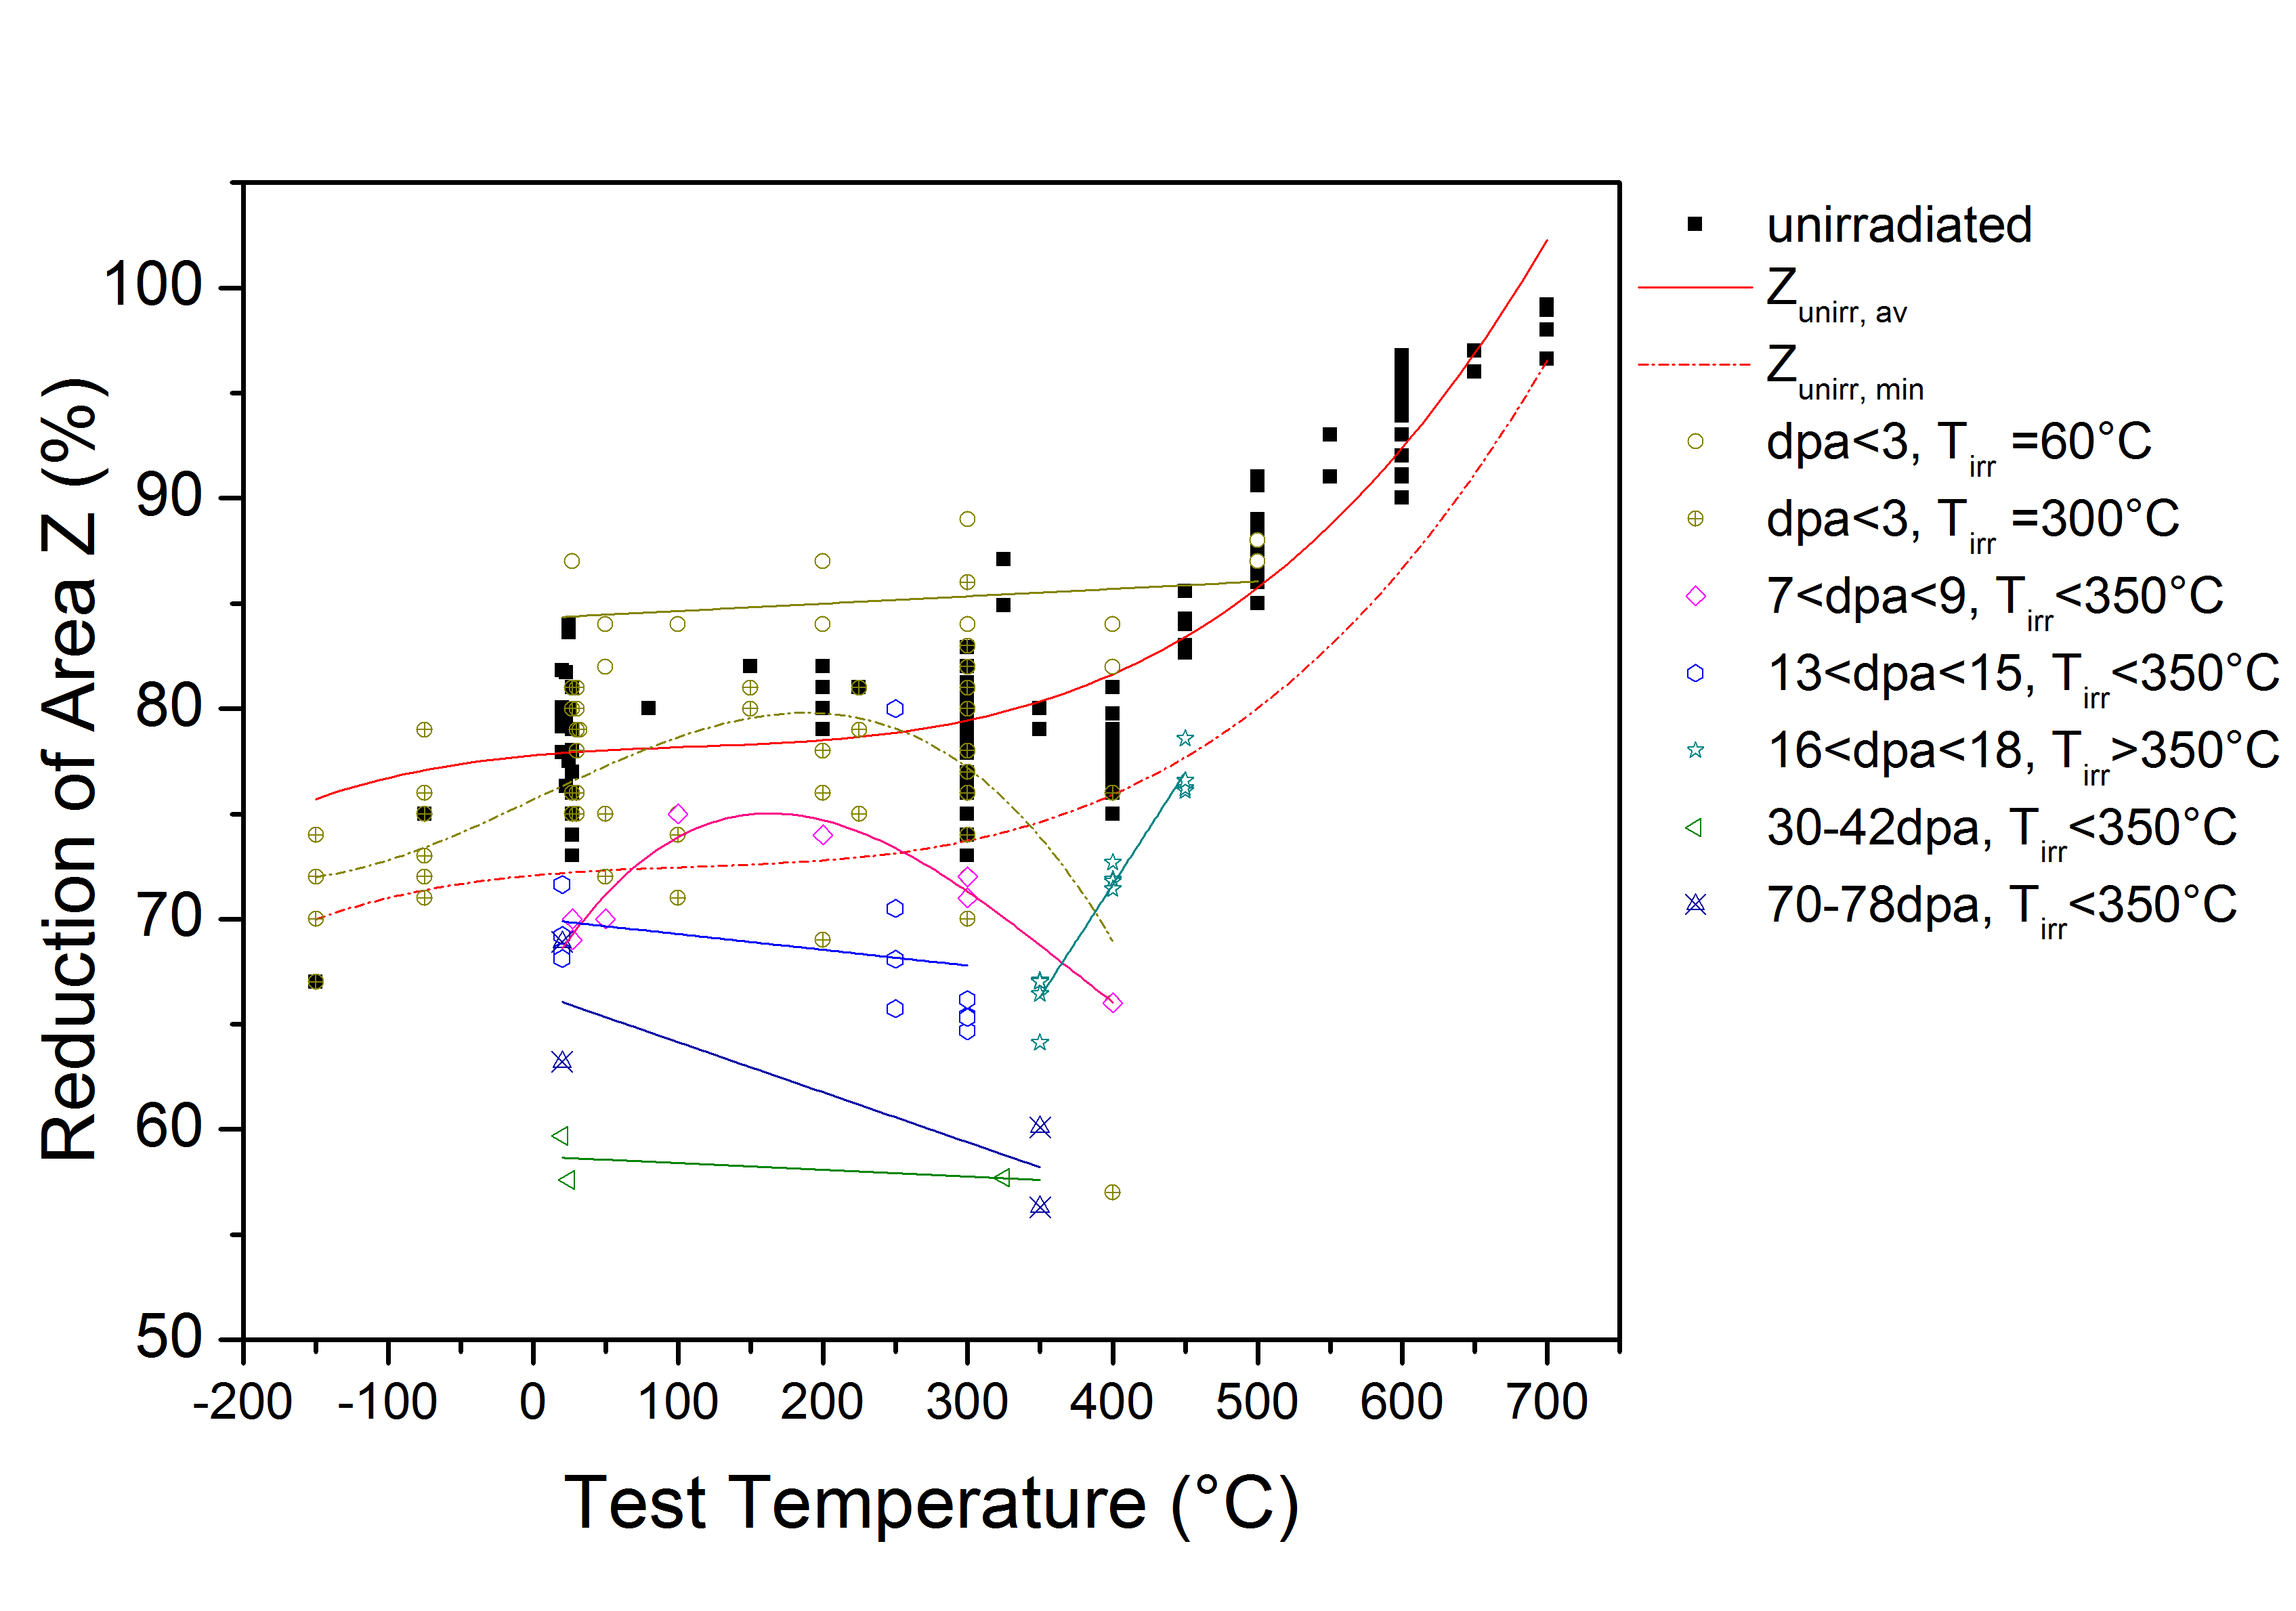 Reduction of Area Z (%)
100
90
80
70
60
50
-200 -100 0 100 200 300 400 500 600 700
Test Temperature (°C)
unirradiated
Zunirr, av
Zunirr, min
dpa<3, Tirr =60°C
dpa<3, Tirr =300°C
7<dpa<9, Tirr<350°C
13<dpa<15, Tirr<350°C
16<dpa<18, Tirr>350°C
30-42dpa, Tirr<350°C
70-78dpa, Tirr<350°C